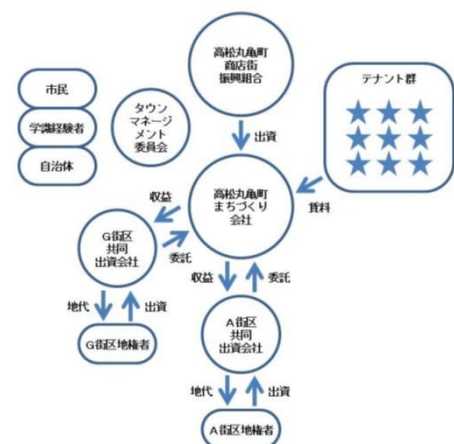 高松丸亀町
商店街
振興組合
テナント群
市民
学識経験者
自治体
タウン
マネージ
メント
委員会
出資
高松丸亀町
まちづくり
会社
賃料
収益
委託
G街区
共同
出資会社
収益
委託
地代
出資
G街区地権者
A街区
共同
出資会社
地代
出資
A街区地権者